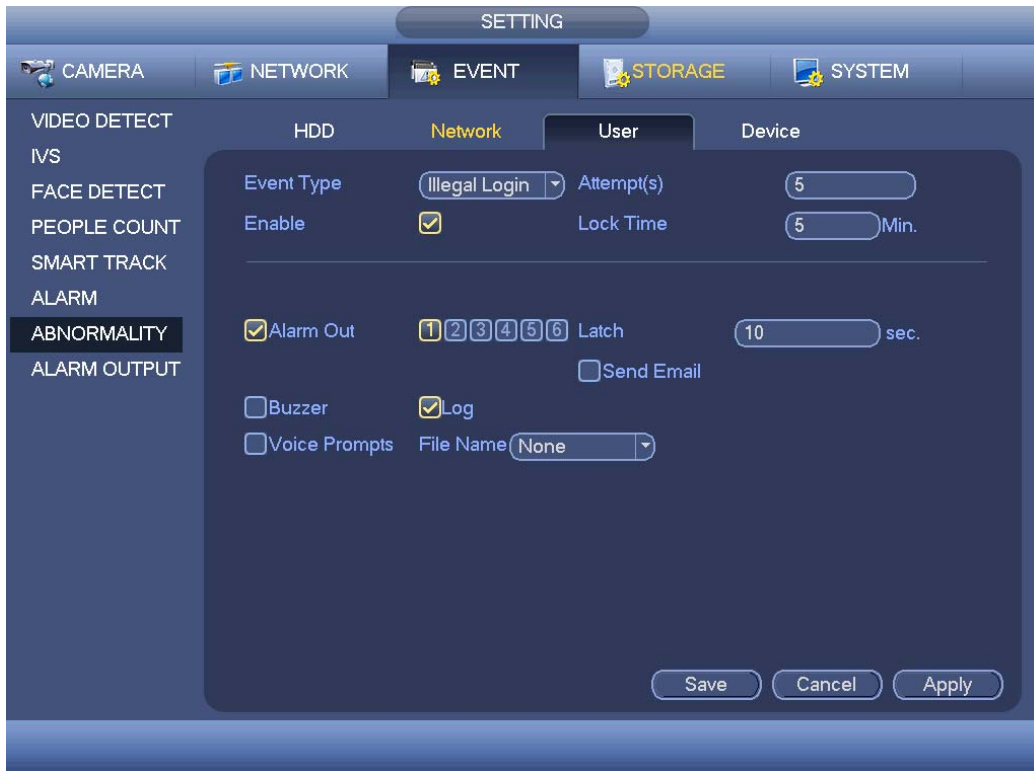 SETTING
CAMERA NETWORK EVENT STORAGE SYSTEM
VIDEO DETECT
IVS
FACE DETECT
PEOPLE COUNT
SMART TRACK
ALARM
ABNORMALITY
ALARM OUTPUT
HDD Network User Device
Event Type Illegal Login Attempt(s) 5
Enable Lock Time 5 Min.
Alarm Out 1 2 3 4 5 6 Latch 10 sec.
Send Email
Buzzer Log
Voice Prompts File Name None
Save Cancel Apply